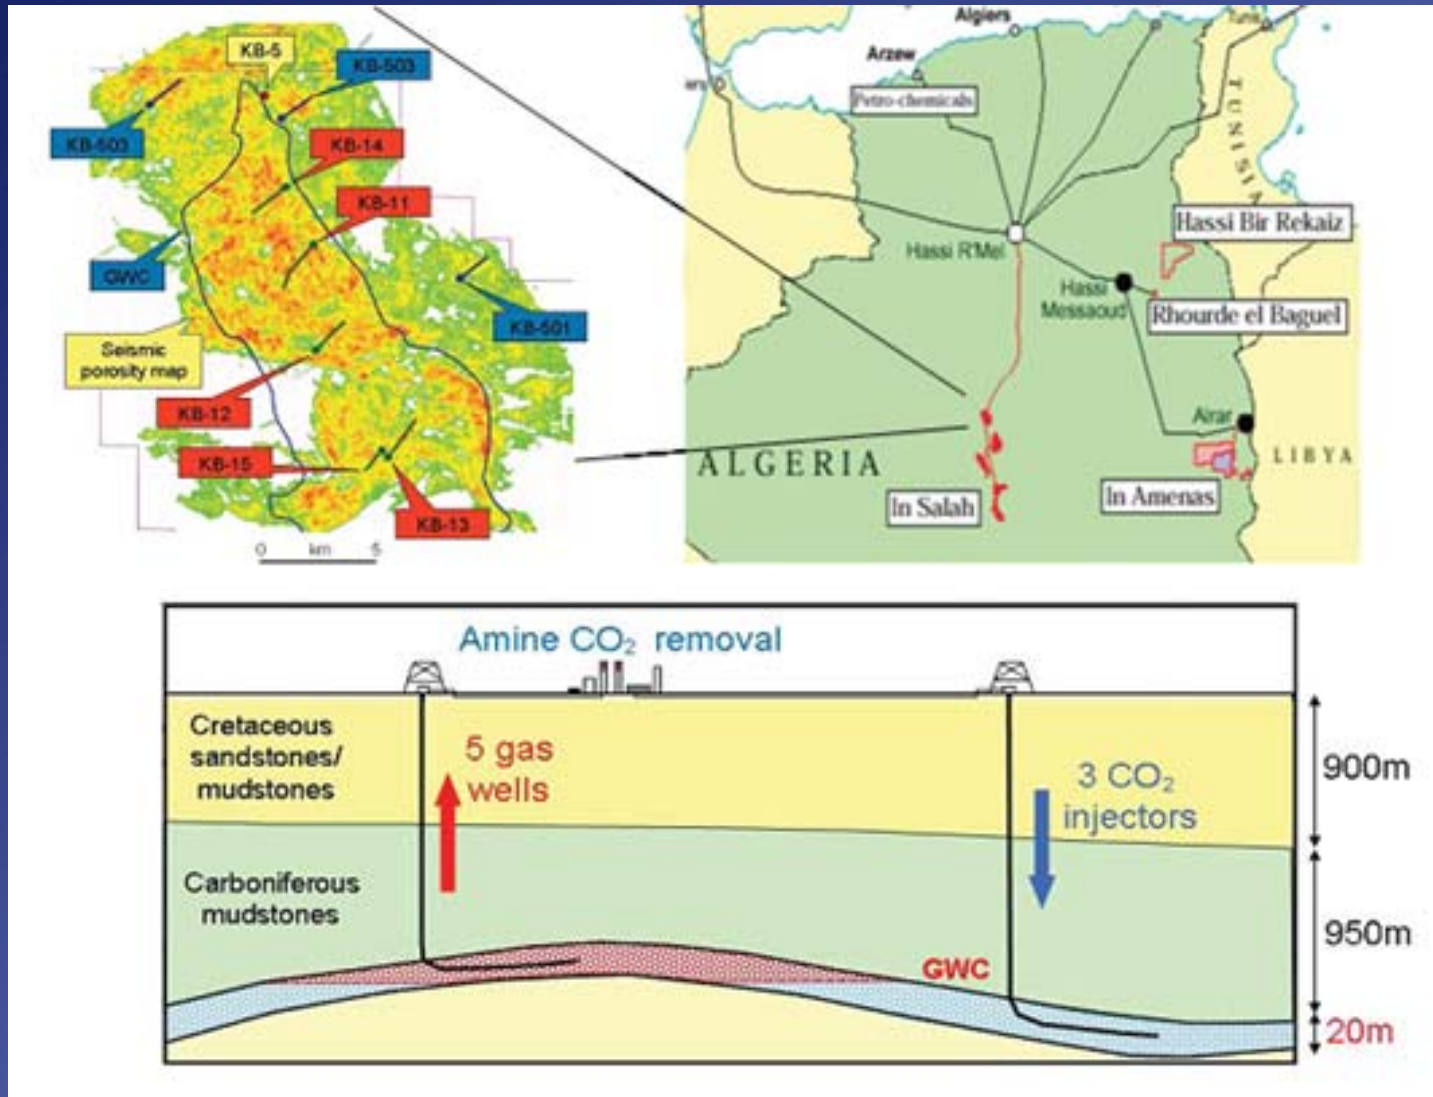 KB-5
KB-503
KB-503
KB-14
KB-11
GWC
KB-501
Seismic
porosity map
KB-12
KB-15
KB-13
0 km 5
Algiers
Arzew
Petro-chemicals
Tunis
TUNISIA
Hassi Bir Rekaiz
Hassi R'Mel
Hassi
Messaoud
Rhourde el Baguel
Alrar
ALGERIA
LIBYA
In Salah
In Amenas
Amine CO₂ removal
Cretaceous
sandstones/
mudstones
5 gas
wells
3 CO₂
injectors
900m
Carboniferous
mudstones
GWC
950m
20m